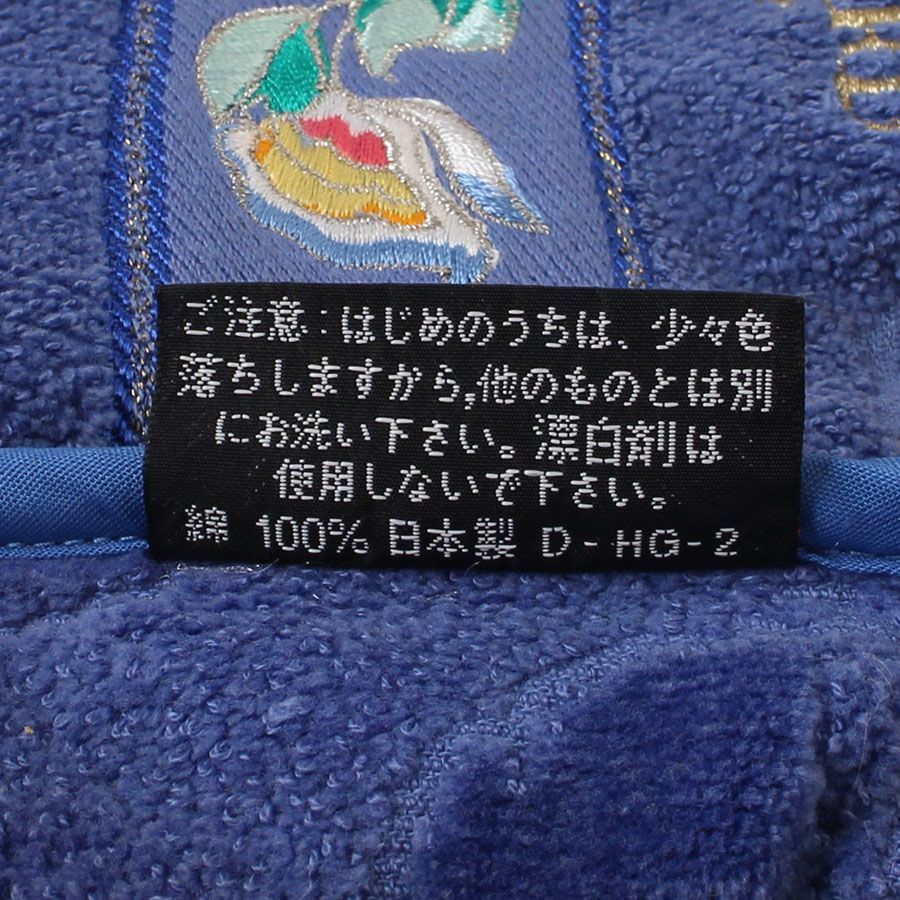 ご注意:はじめのうちは、少々色
落ちしますから,他のものとは別
にお洗い下さい。漂白剤は
使用しないで下さい。
綿 100% 日本製 D-HG-2